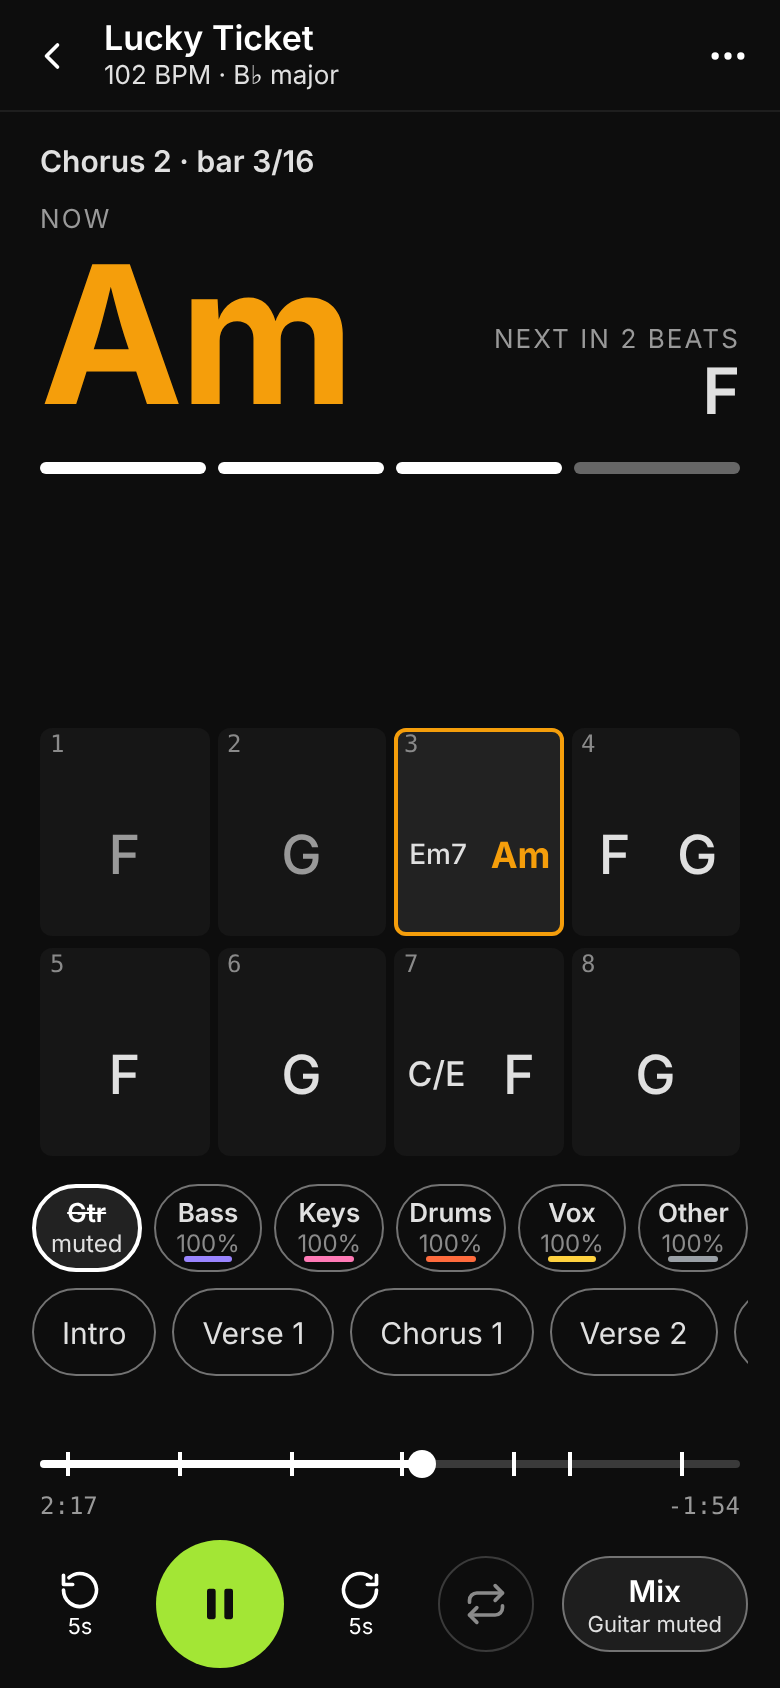 Lucky Ticket
102 BPM · B♭ major
Chorus 2 · bar 3/16
NOW
Am
NEXT IN 2 BEATS
F
1 2 3 4
F G Em7 Am F G
5 6 7 8
F G C/E F G
Gtr Bass Keys Drums Vox Other
muted 100% 100% 100% 100% 100%
Intro Verse 1 Chorus 1 Verse 2
2:17 -1:54
5s 5s Mix
Guitar muted